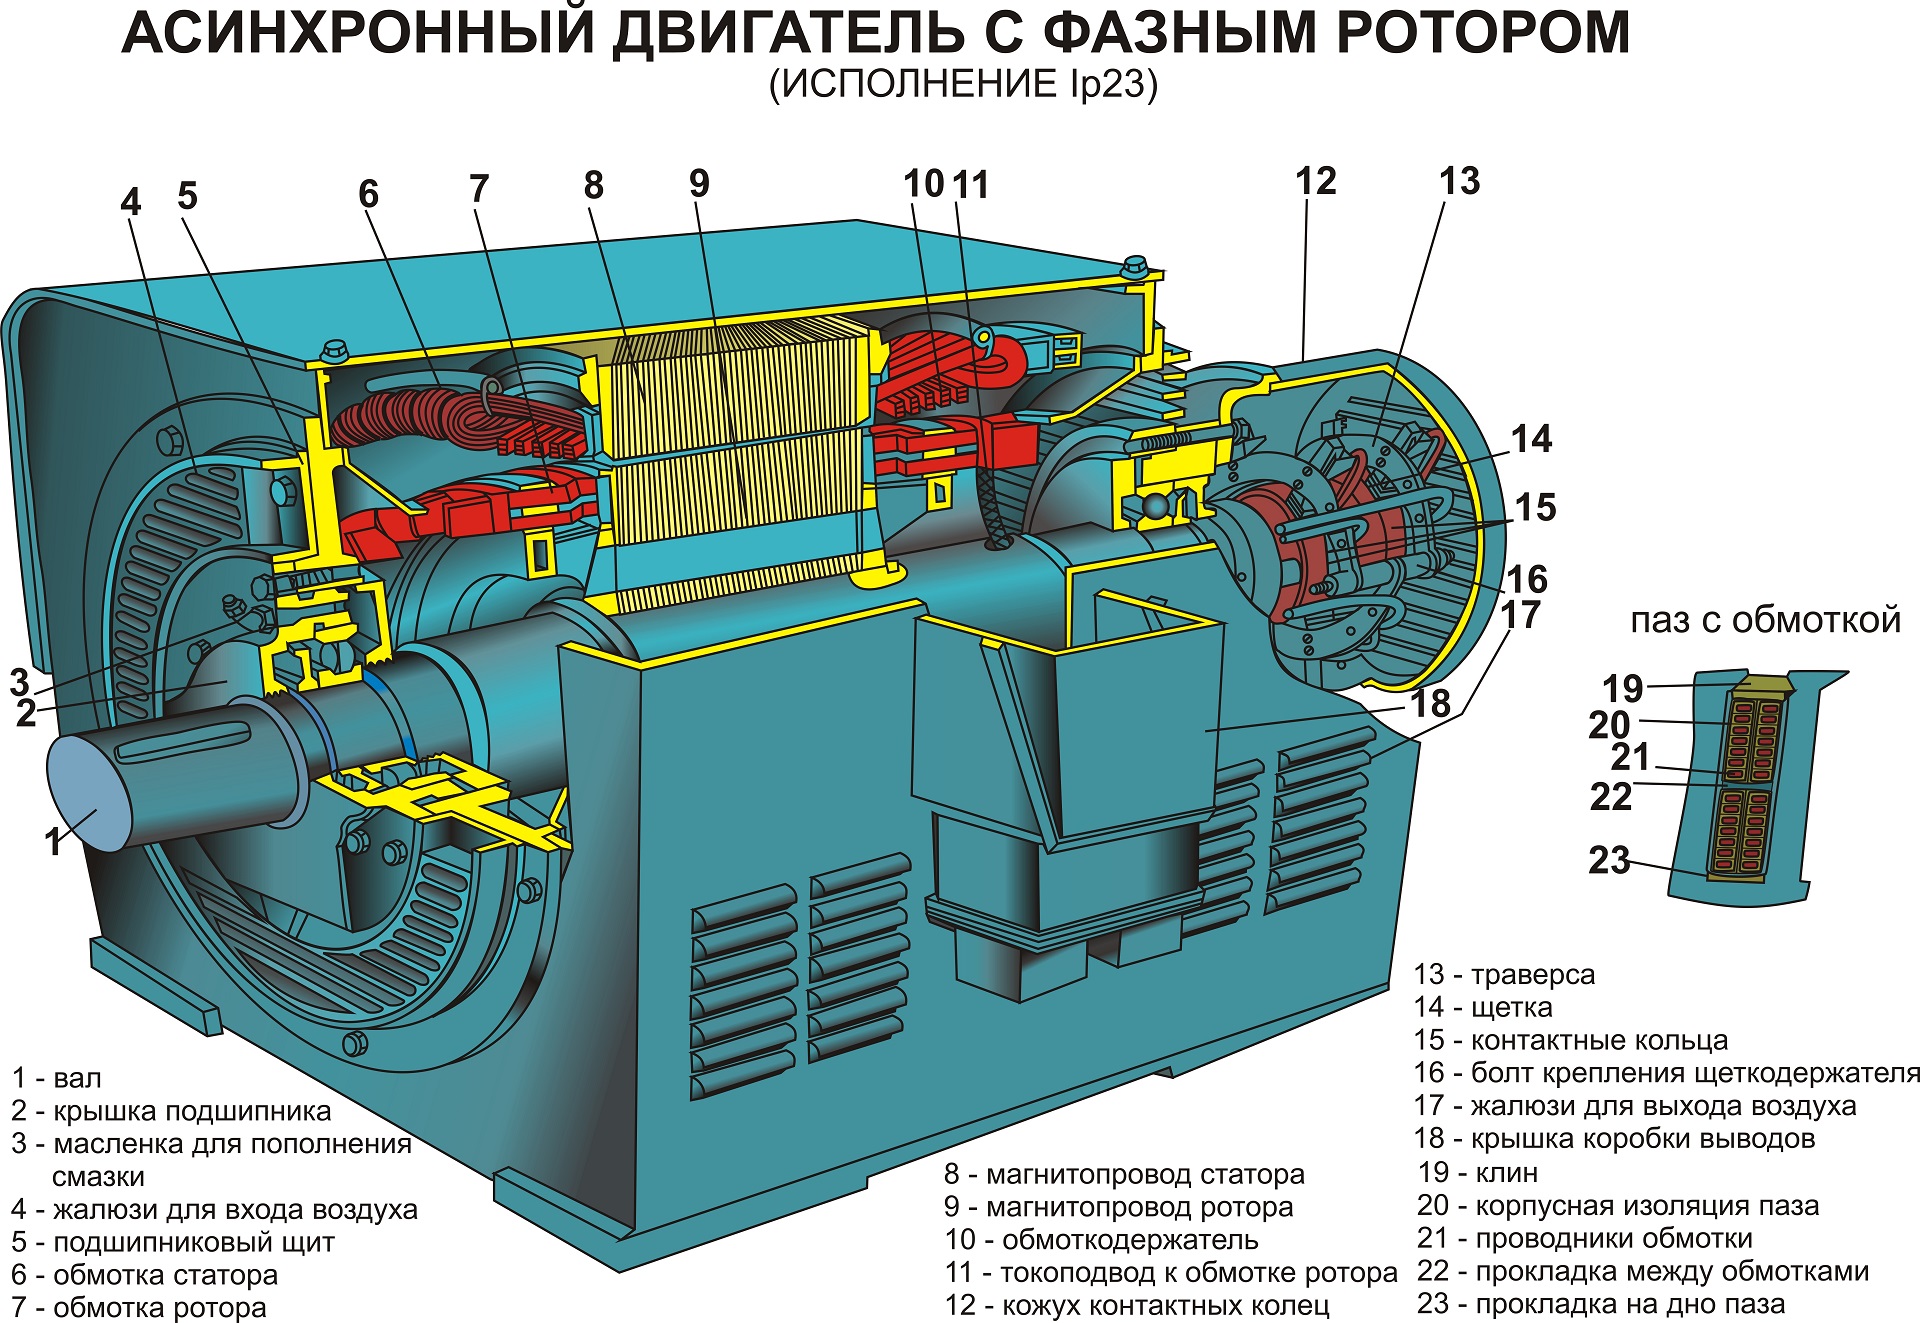 АСИНХРОННЫЙ ДВИГАТЕЛЬ С ФАЗНЫМ РОТОРОМ
(ИСПОЛНЕНИЕ Ip23)
4
5
6
7
8
9
10
11
12
13
14
15
16
17
18
3
2
1
паз с обмоткой
19
20
21
22
23
1 - вал
2 - крышка подшипника
3 - масленка для пополнения
смазки
4 - жалюзи для входа воздуха
5 - подшипниковый щит
6 - обмотка статора
7 - обмотка ротора
8 - магнитопровод статора
9 - магнитопровод ротора
10 - обмоткодержатель
11 - токоподвод к обмотке ротора
12 - кожух контактных колец
13 - траверса
14 - щетка
15 - контактные кольца
16 - болт крепления щеткодержателя
17 - жалюзи для выхода воздуха
18 - крышка коробки выводов
19 - клин
20 - корпусная изоляция паза
21 - проводники обмотки
22 - прокладка между обмотками
23 - прокладка на дно паза